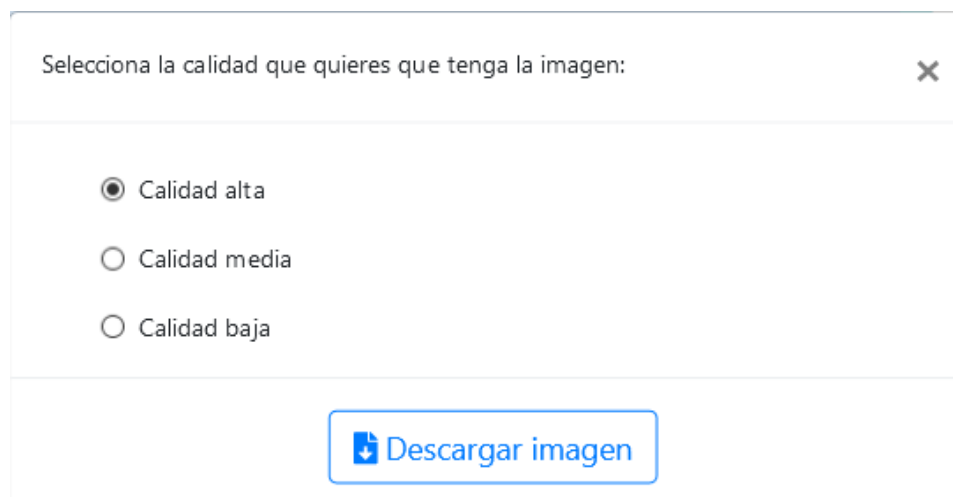 Selecciona la calidad que quieres que tenga la imagen:
Calidad alta
Calidad media
Calidad baja
Descargar imagen